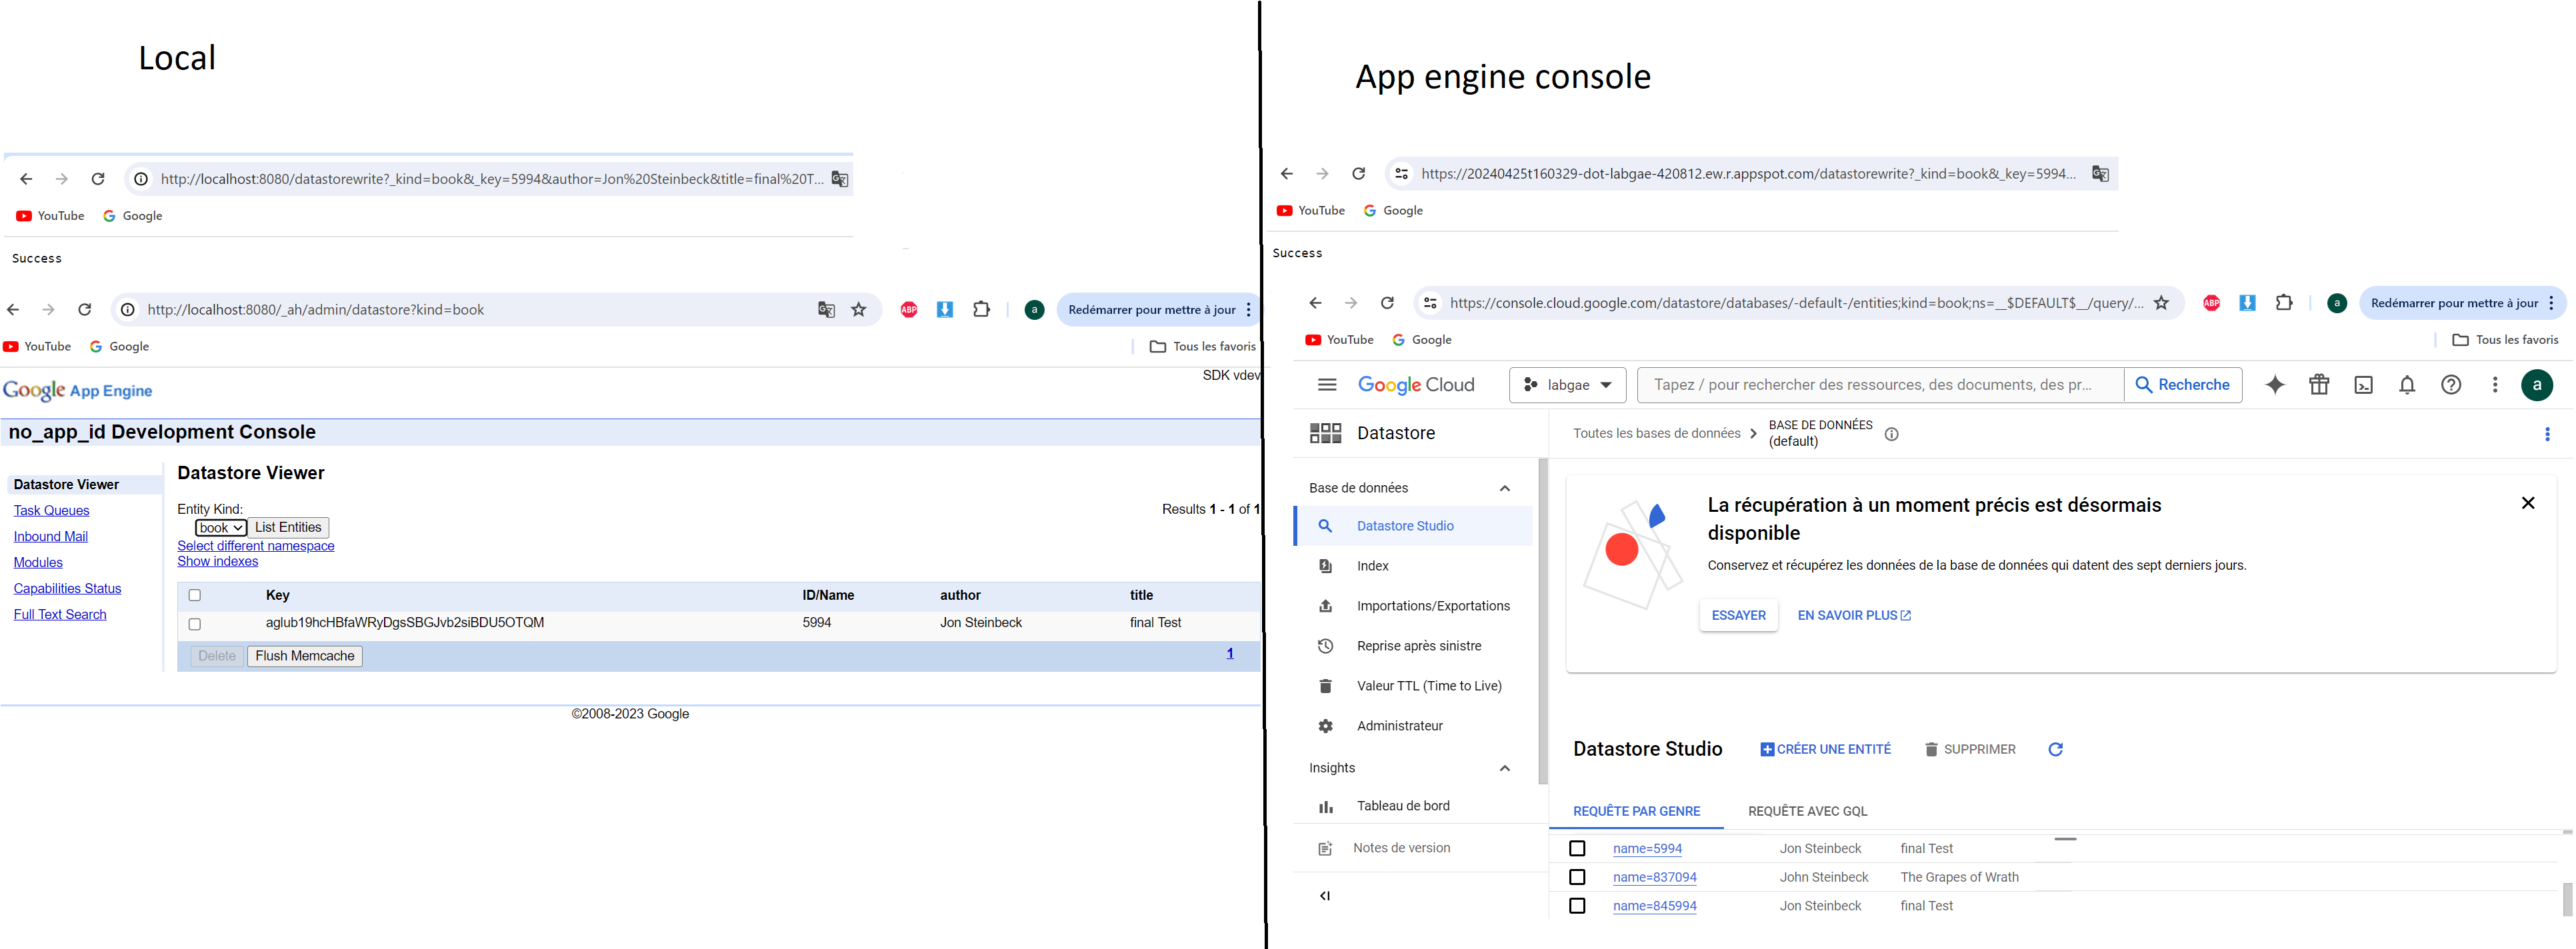 Local
http://localhost:8080/datastorewrite?_kind=book&_key=5994&author=Jon%20Steinbeck&title=final%20T...
YouTube Google
Success
http://localhost:8080/_ah/admin/datastore?kind=book
ABP a Redémarrer pour mettre à jour
YouTube Google Tous les favoris
SDK vdev
Google App Engine
no_app_id Development Console
Datastore Viewer
Task Queues
Inbound Mail
Modules
Capabilities Status
Full Text Search
Datastore Viewer
Results 1 - 1 of 1
Entity Kind:
book List Entities
Select different namespace
Show indexes
Key ID/Name author title
aglub19hcHBfaWRyDgsSBGJvb2siBDU5OTQM 5994 Jon Steinbeck final Test
Delete Flush Memcache 1
©2008-2023 Google
App engine console
https://20240425t160329-dot-labgae-420812.ew.r.appspot.com/datastorewrite?_kind=book&_key=5994...
YouTube Google
Success
https://console.cloud.google.com/datastore/databases/-default-/entities;kind=book;ns=__$DEFAULT$__/query/...
ABP a Redémarrer pour mettre à jour
YouTube Google Tous les favoris
Google Cloud labgae Tapez / pour rechercher des ressources, des documents, des pr... Recherche a
Datastore
Toutes les bases de données
BASE DE DONNÉES
(default)
Base de données
Datastore Studio
Index
Importations/Exportations
Reprise après sinistre
Valeur TTL (Time to Live)
Administrateur
Insights
Tableau de bord
Notes de version
La récupération à un moment précis est désormais
disponible
Conservez et récupérez les données de la base de données qui datent des sept derniers jours.
ESSAYER EN SAVOIR PLUS
Datastore Studio CRÉER UNE ENTITÉ SUPPRIMER
REQUÊTE PAR GENRE REQUÊTE AVEC GQL
name=5994 Jon Steinbeck final Test
name=837094 John Steinbeck The Grapes of Wrath
name=845994 Jon Steinbeck final Test